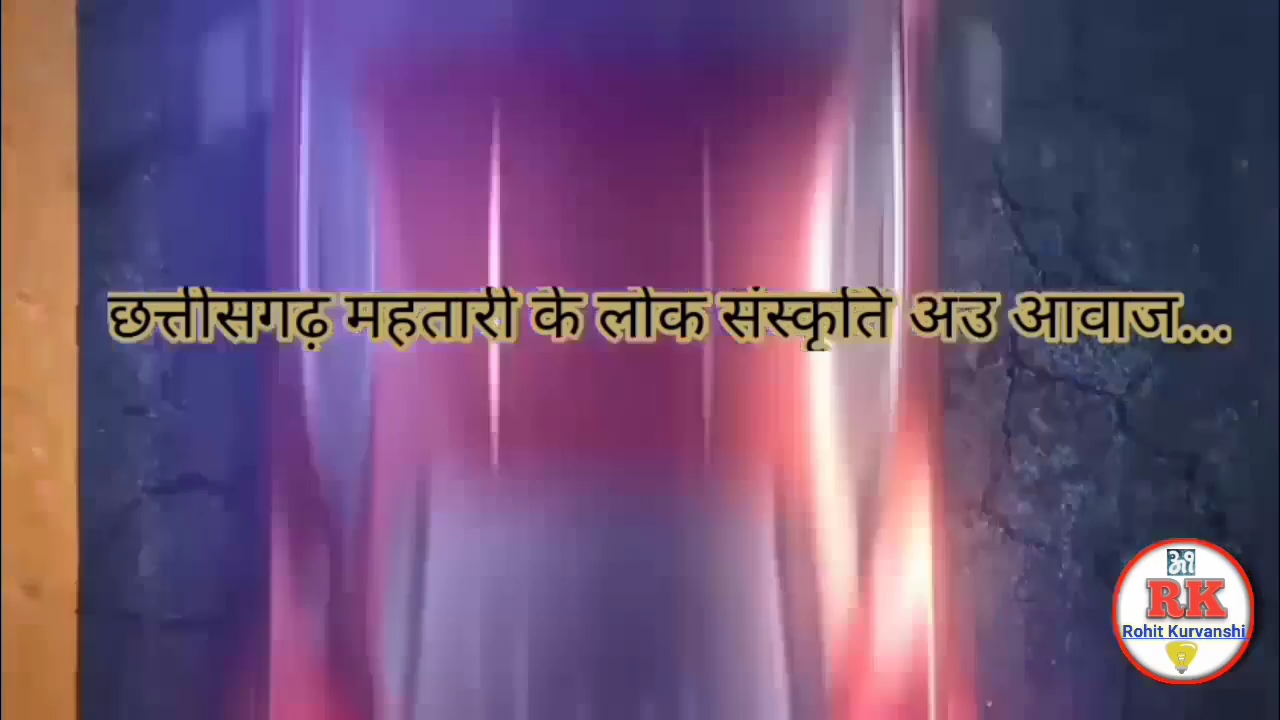 छत्तीसगढ़ महतारी के लोक संस्कृति अउ आवाज...
श्री
RK
Rohit Kurvanshi